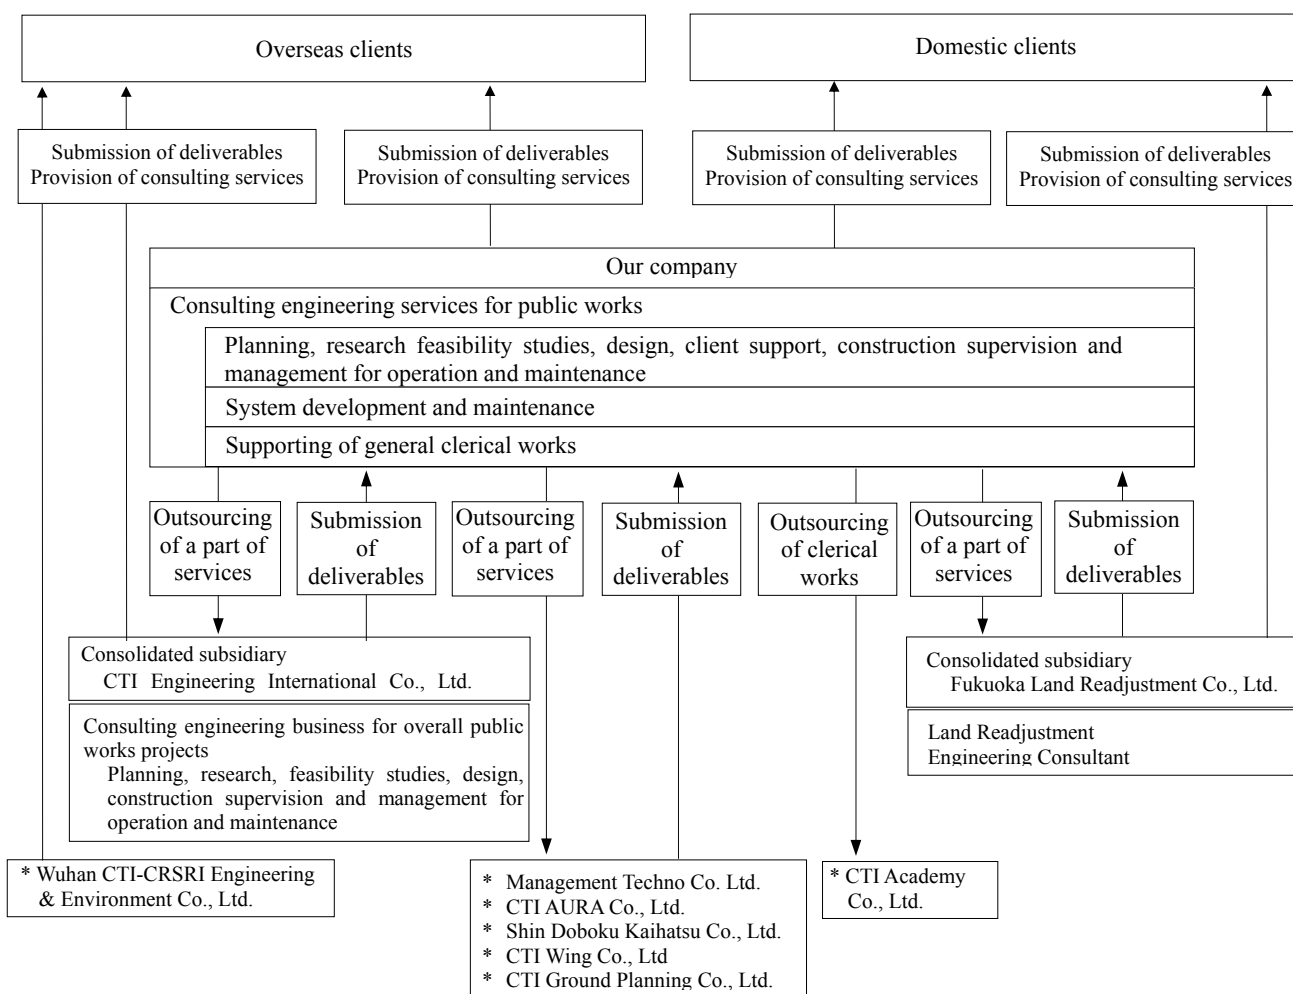 Overseas clients
Domestic clients
Submission of deliverables
Provision of consulting services
Submission of deliverables
Provision of consulting services
Submission of deliverables
Provision of consulting services
Submission of deliverables
Provision of consulting services
Our company
Consulting engineering services for public works
Planning, research feasibility studies, design, client support, construction supervision and
management for operation and maintenance
System development and maintenance
Supporting of general clerical works
Outsourcing
of a part of
services
Submission
of
deliverables
Outsourcing
of a part of
services
Submission
of
deliverables
Outsourcing
of clerical
works
Outsourcing
of a part of
services
Submission
of
deliverables
Consolidated subsidiary
CTI Engineering International Co., Ltd.
Consulting engineering business for overall public
works projects
Planning, research, feasibility studies, design,
construction supervision and management for
operation and maintenance
Consolidated subsidiary
Fukuoka Land Readjustment Co., Ltd.
Land Readjustment
Engineering Consultant
* Wuhan CTI-CRSRI Engineering
& Environment Co., Ltd.
* Management Techno Co. Ltd.
* CTI AURA Co., Ltd.
* Shin Doboku Kaihatsu Co., Ltd.
* CTI Wing Co., Ltd
* CTI Ground Planning Co., Ltd.
* CTI Academy
Co., Ltd.